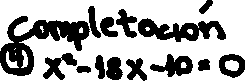 completación
④ x²-18x-10=0